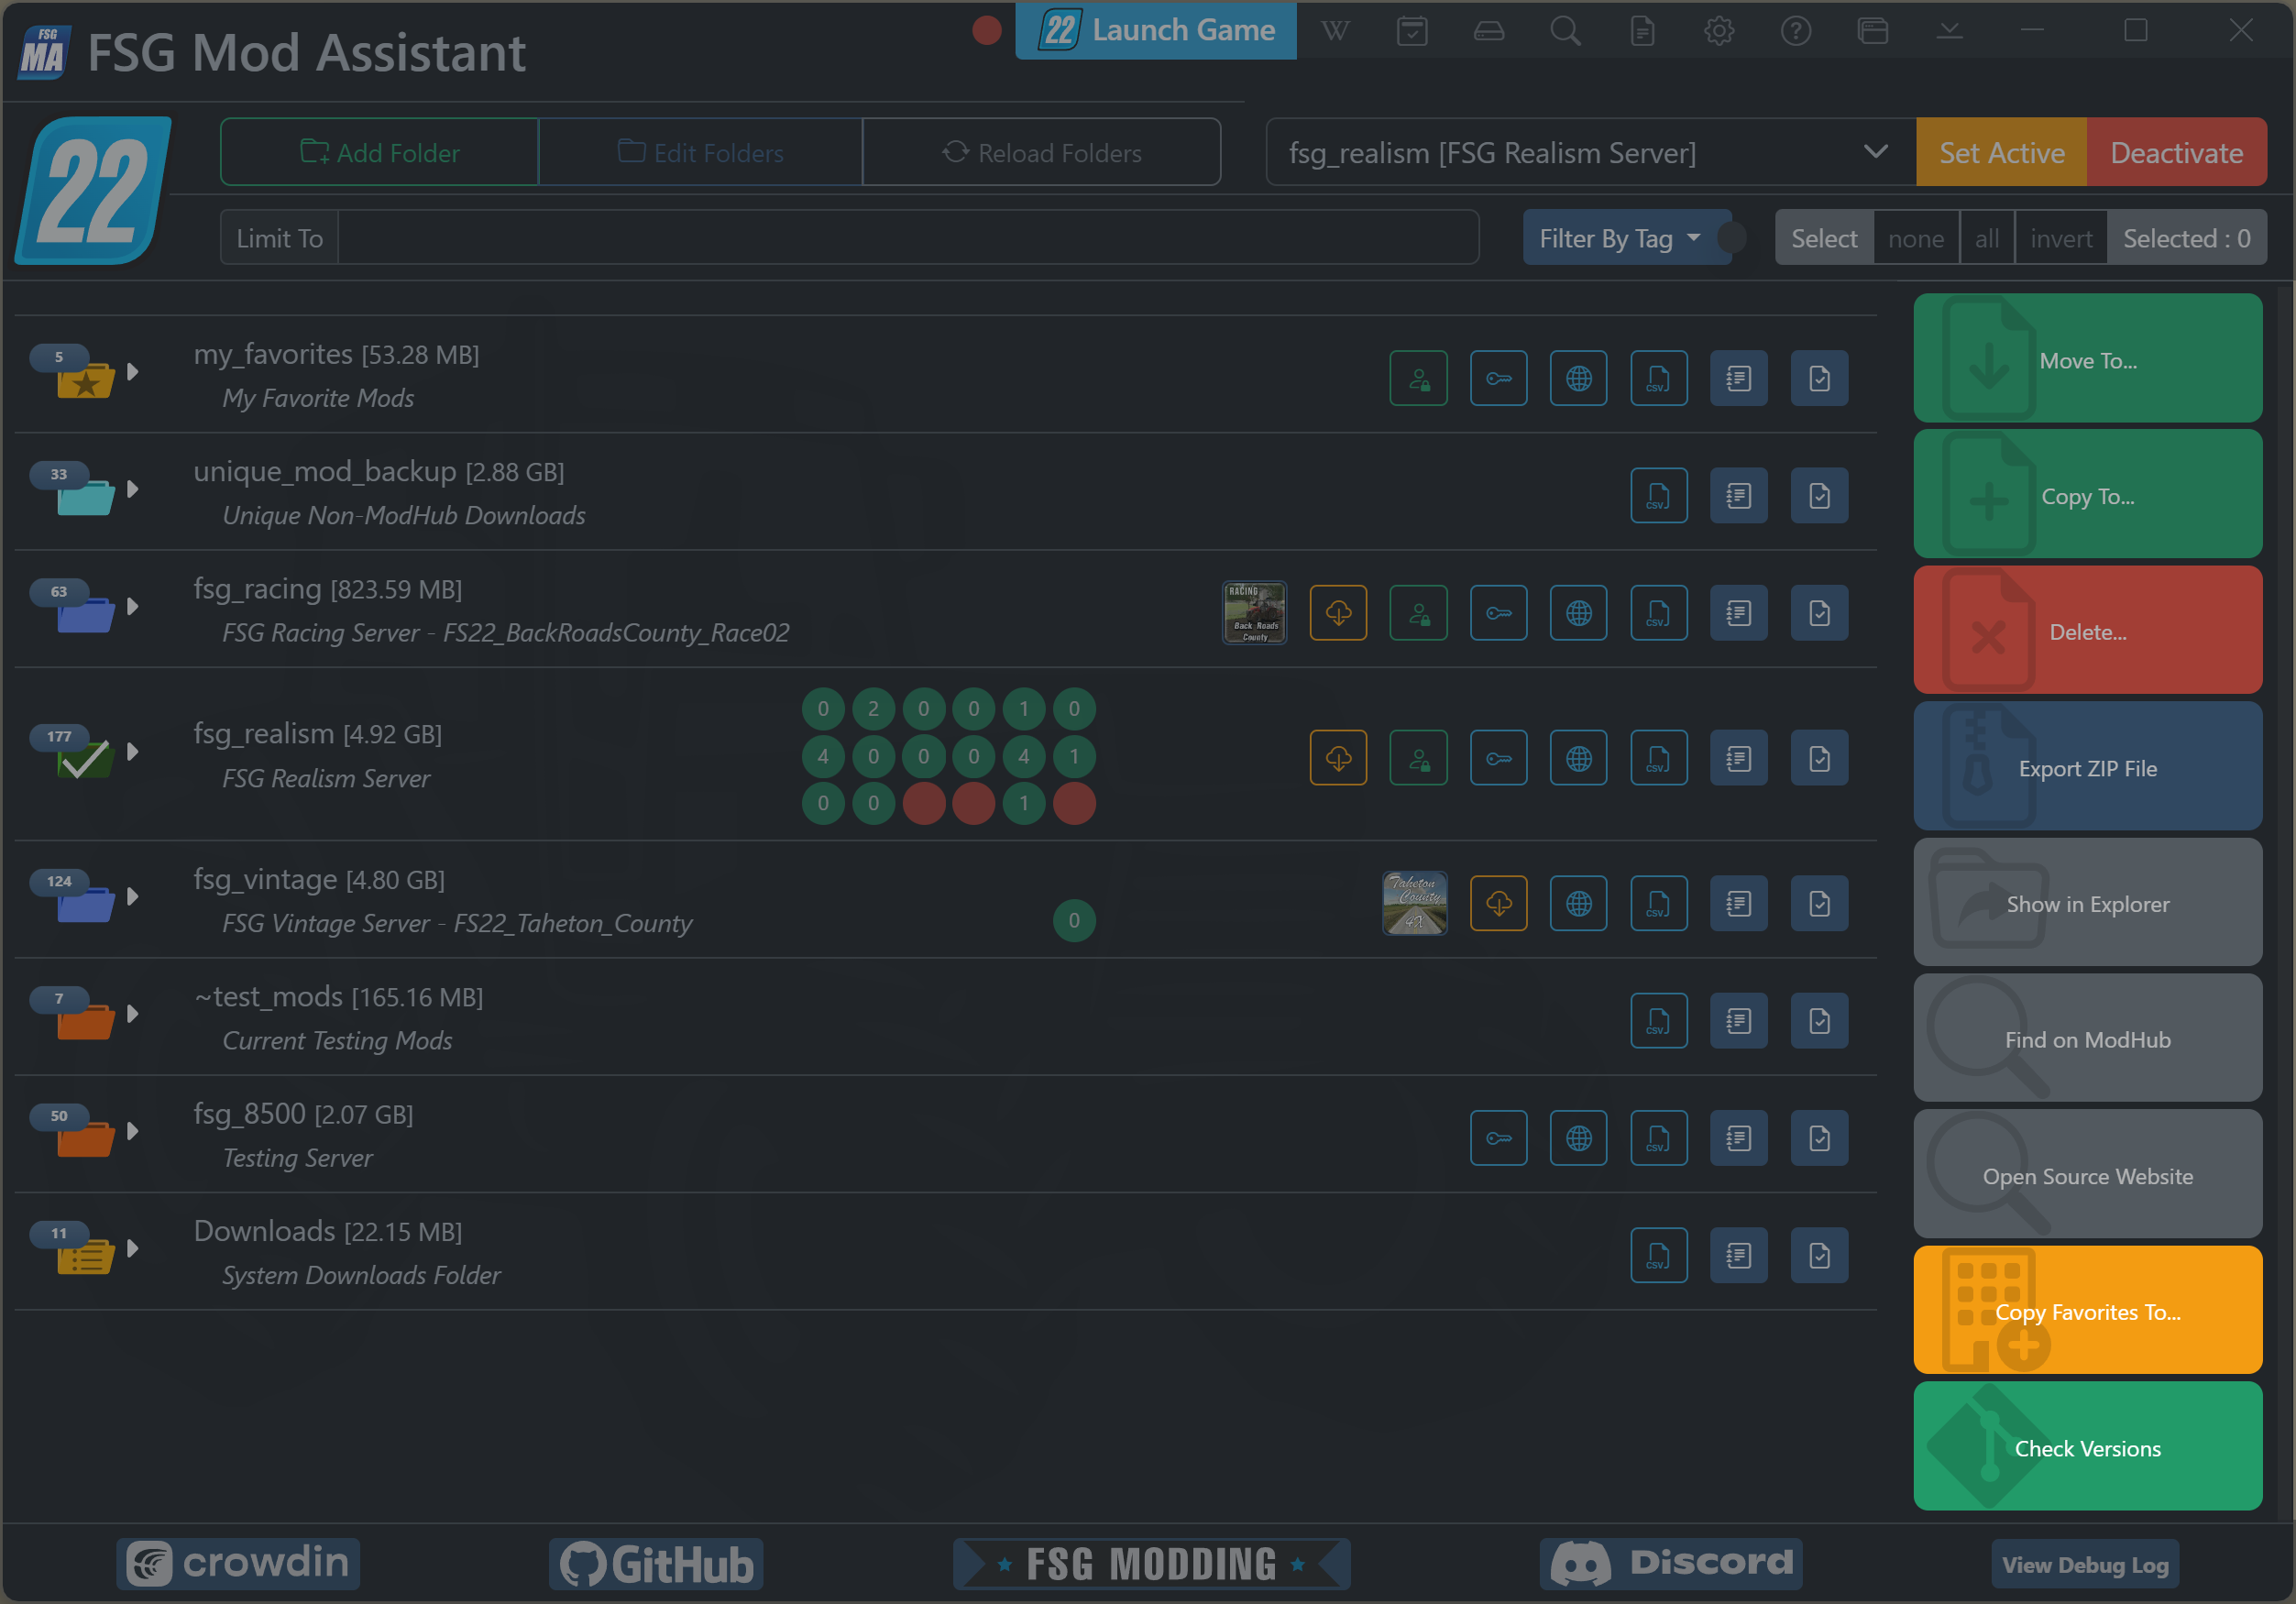 FSG
MA
FSG Mod Assistant
22
Launch Game
W
22
Add Folder
Edit Folders
Reload Folders
fsg_realism [FSG Realism Server]
Set Active
Deactivate
Limit To
Filter By Tag
Select
none
all
invert
Selected : 0
5
my_favorites [53.28 MB]
My Favorite Mods
CSV
33
unique_mod_backup [2.88 GB]
Unique Non-ModHub Downloads
CSV
63
fsg_racing [823.59 MB]
FSG Racing Server - FS22_BackRoadsCounty_Race02
RACING
Back Roads
County
CSV
177
fsg_realism [4.92 GB]
FSG Realism Server
0 2 0 0 1 0
4 0 0 0 4 1
0 0 1
CSV
124
fsg_vintage [4.80 GB]
FSG Vintage Server - FS22_Taheton_County
0
Taheton
County
4X
CSV
7
~test_mods [165.16 MB]
Current Testing Mods
CSV
50
fsg_8500 [2.07 GB]
Testing Server
CSV
11
Downloads [22.15 MB]
System Downloads Folder
CSV
Move To...
Copy To...
Delete...
Export ZIP File
Show in Explorer
Find on ModHub
Open Source Website
Copy Favorites To...
Check Versions
crowdin
GitHub
FSG MODDING
Discord
View Debug Log